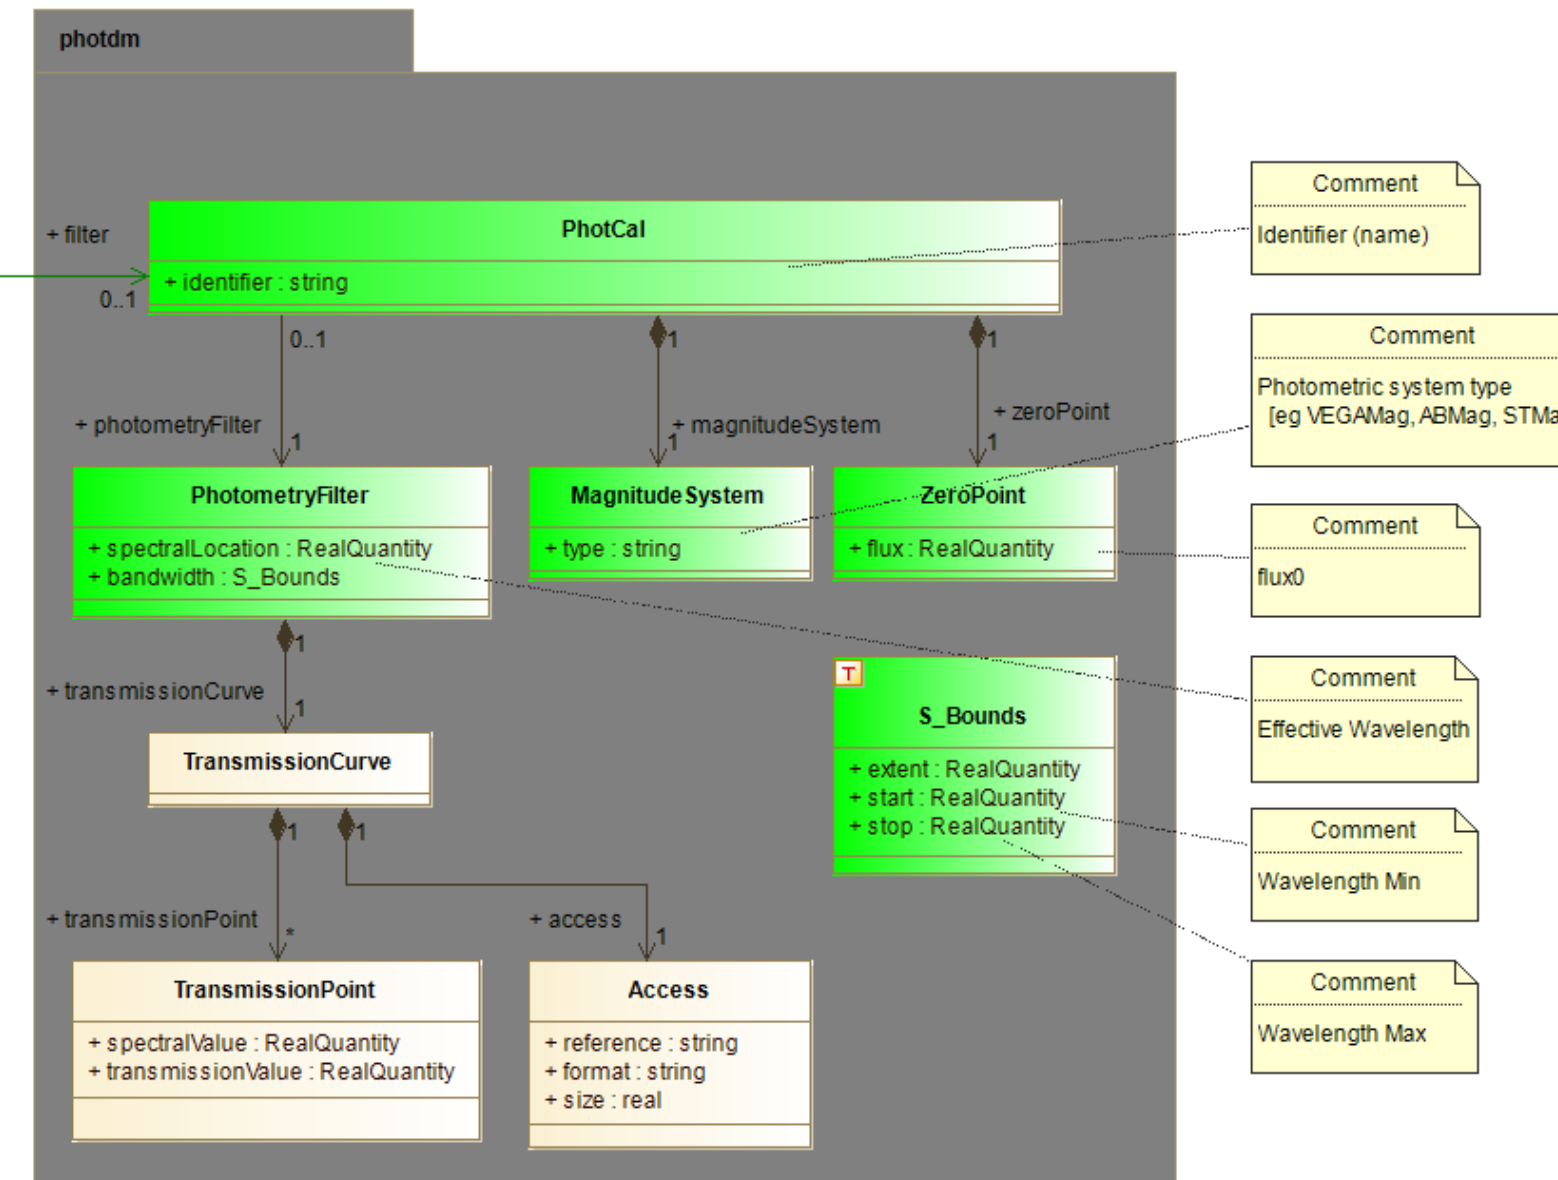 photdm
+ filter
0..1
PhotCal
+ identifier : string
0..1
1
1
+ photometryFilter
1
+ magnitudeSystem
1
+ zeroPoint
1
PhotometryFilter
+ spectralLocation : RealQuantity
+ bandwidth : S_Bounds
MagnitudeSystem
+ type : string
ZeroPoint
+ flux : RealQuantity
1
+ transmissionCurve
1
TransmissionCurve
1
1
+ transmissionPoint
*
+ access
1
TransmissionPoint
+ spectralValue : RealQuantity
+ transmissionValue : RealQuantity
Access
+ reference : string
+ format : string
+ size : real
T
S_Bounds
+ extent : RealQuantity
+ start : RealQuantity
+ stop : RealQuantity
Comment
Identifier (name)
Comment
Photometric system type
[eg VEGAMag, ABMag, STMa
Comment
flux0
Comment
Effective Wavelength
Comment
Wavelength Min
Comment
Wavelength Max